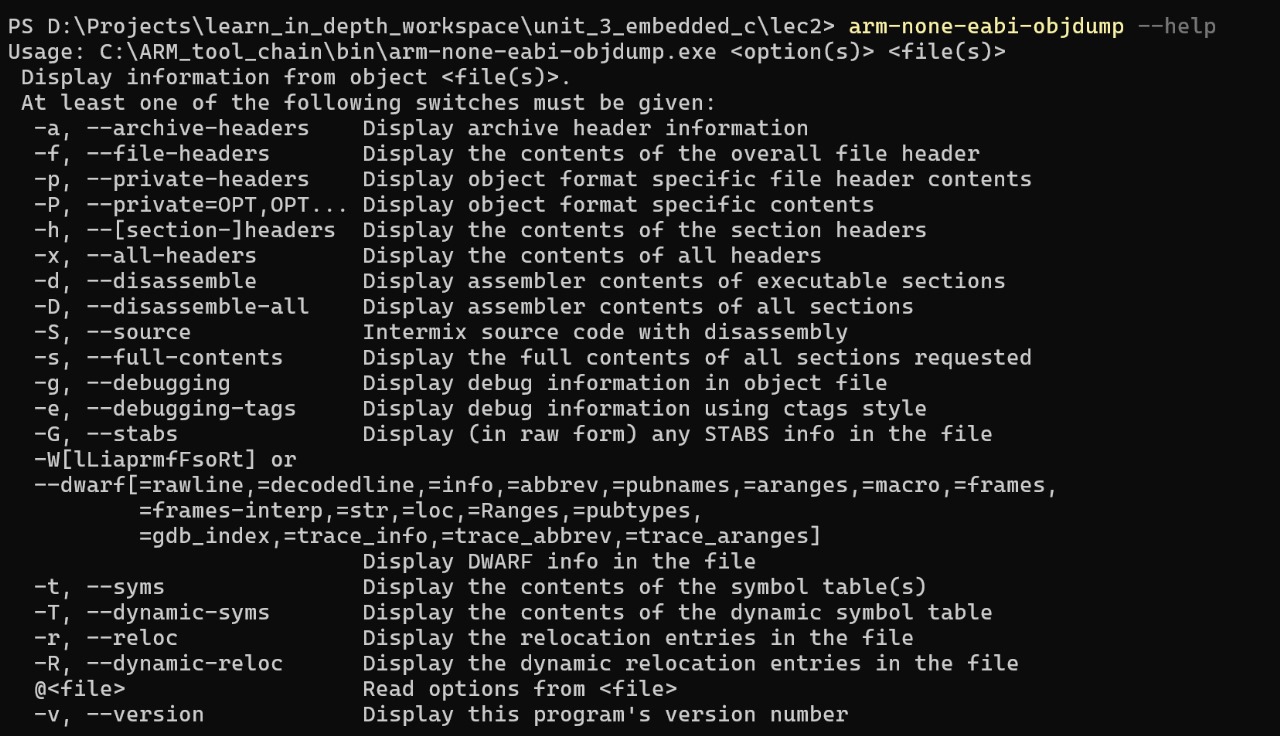 PS D:\Projects\learn_in_depth_workspace\unit_3_embedded_c\lec2> arm-none-eabi-objdump --help
Usage: C:\ARM_tool_chain\bin\arm-none-eabi-objdump.exe <option(s)> <file(s)>
 Display information from object <file(s)>.
 At least one of the following switches must be given:
  -a, --archive-headers    Display archive header information
  -f, --file-headers       Display the contents of the overall file header
  -p, --private-headers    Display object format specific file header contents
  -P, --private=OPT,OPT... Display object format specific contents
  -h, --[section-]headers  Display the contents of the section headers
  -x, --all-headers        Display the contents of all headers
  -d, --disassemble        Display assembler contents of executable sections
  -D, --disassemble-all    Display assembler contents of all sections
  -S, --source             Intermix source code with disassembly
  -s, --full-contents      Display the full contents of all sections requested
  -g, --debugging          Display debug information in object file
  -e, --debugging-tags     Display debug information using ctags style
  -G, --stabs              Display (in raw form) any STABS info in the file
  -W[lLiaprmfFsoRt] or
  --dwarf[=rawline,=decodedline,=info,=abbrev,=pubnames,=aranges,=macro,=frames,
          =frames-interp,=str,=loc,=Ranges,=pubtypes,
          =gdb_index,=trace_info,=trace_abbrev,=trace_aranges]
                           Display DWARF info in the file
  -t, --syms               Display the contents of the symbol table(s)
  -T, --dynamic-syms       Display the contents of the dynamic symbol table
  -r, --reloc              Display the relocation entries in the file
  -R, --dynamic-reloc      Display the dynamic relocation entries in the file
  @<file>                  Read options from <file>
  -v, --version            Display this program's version number